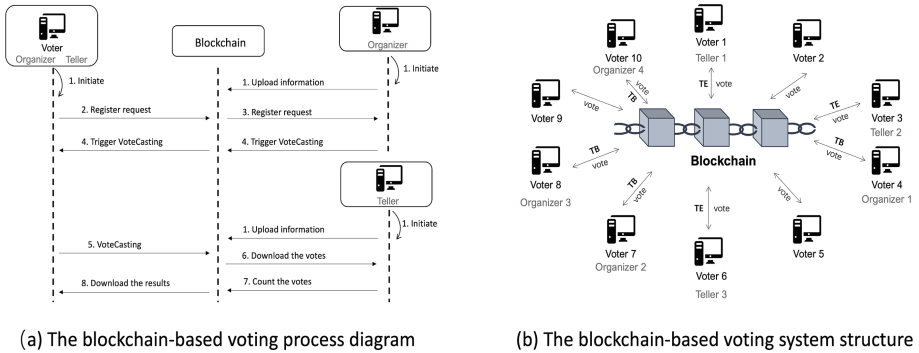 Voter
Organizer Teller
Blockchain
Organizer
1. Initiate
1. Initiate
1. Upload information
2. Register request
3. Register request
4. Trigger VoteCasting
4. Trigger VoteCasting
Teller
1. Initiate
1. Upload information
5. VoteCasting
6. Download the votes
7. Count the votes
8. Download the results
(a) The blockchain-based voting process diagram
Voter 10
Organizer 4
Voter 1
Teller 1
Voter 2
vote
TB
TE vote
vote
Voter 9
vote
TE
vote
Voter 3
Teller 2
Blockchain
Voter 8
Organizer 3
TB
vote
TB
vote
Voter 4
Organizer 1
TB
vote
TE vote
vote
Voter 7
Organizer 2
Voter 6
Teller 3
Voter 5
(b) The blockchain-based voting system structure